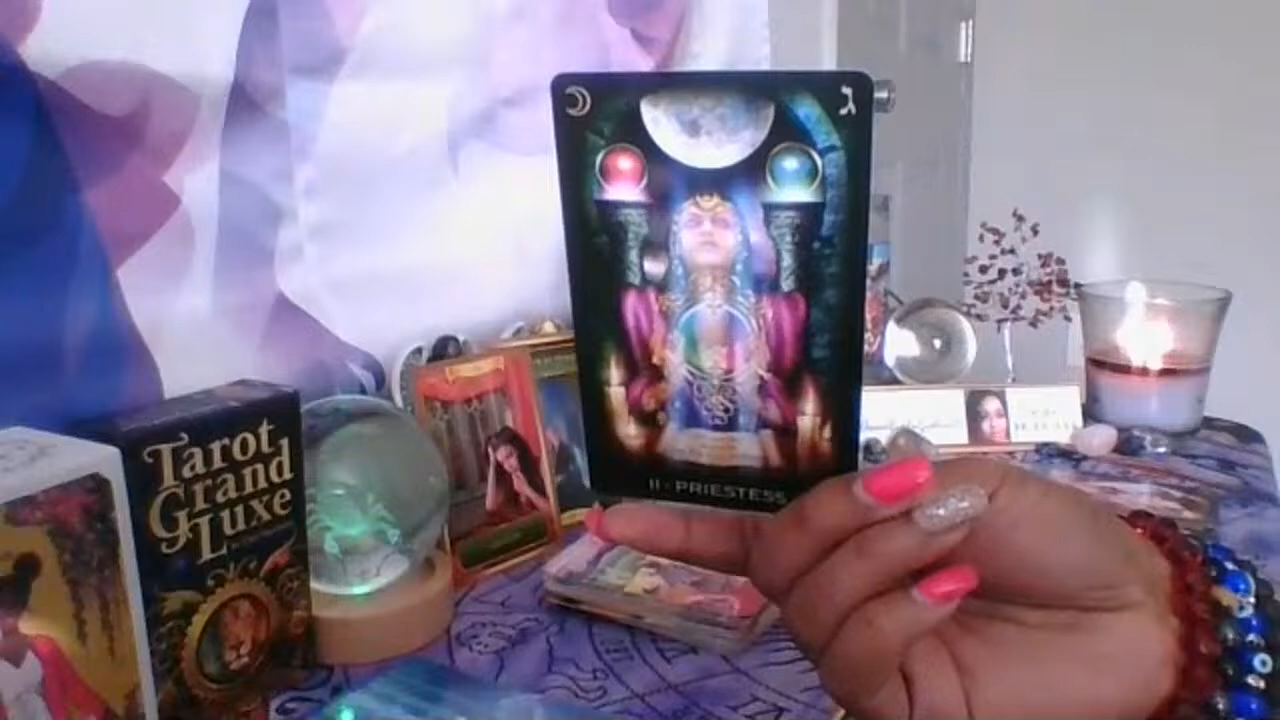 ג
II · PRIESTESS
Tarot
Grand
Luxe